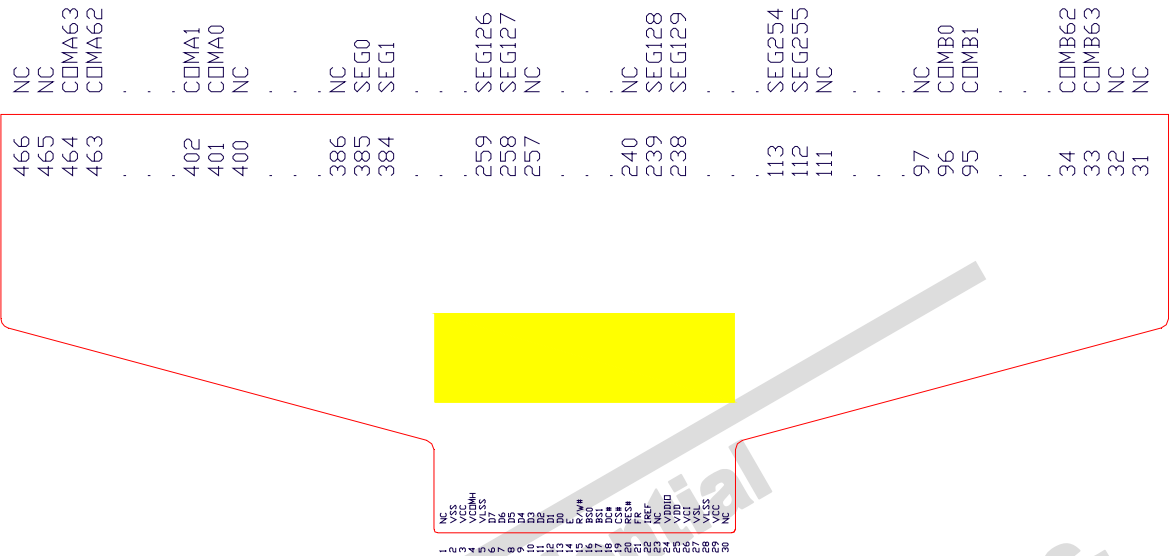 NC NC COMA63 COMA62 . . . COMA1 COMA0 NC . . . NC SEG0 SEG1 . . . SEG126 SEG127 NC . . . NC SEG128 SEG129 . . . SEG254 SEG255 NC . . . NC COMB0 COMB1 . . . COMB62 COMB63 NC NC
466 465 464 463 . . . 402 401 400 . . . 386 385 384 . . . 259 258 257 . . . 240 239 238 . . . 113 112 111 . . . 97 96 95 . . . 34 33 32 31
NC VSS VCC VCOMH VLSS D7 D6 D5 D4 D3 D2 D1 D0 E R/W# BS0 BS1 DC# CS# RES# FR IREF NC VDDIO VDD VCI VSL VLSS VCC NC
1 2 3 4 5 6 7 8 9 10 11 12 13 14 15 16 17 18 19 20 21 22 23 24 25 26 27 28 29 30
ential